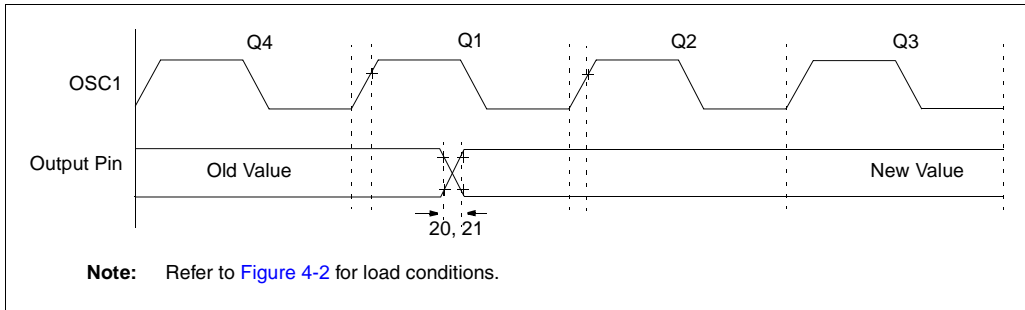 Q4 Q1 Q2 Q3
OSC1
Output Pin
Old Value
New Value
20, 21
Note: Refer to Figure 4-2 for load conditions.